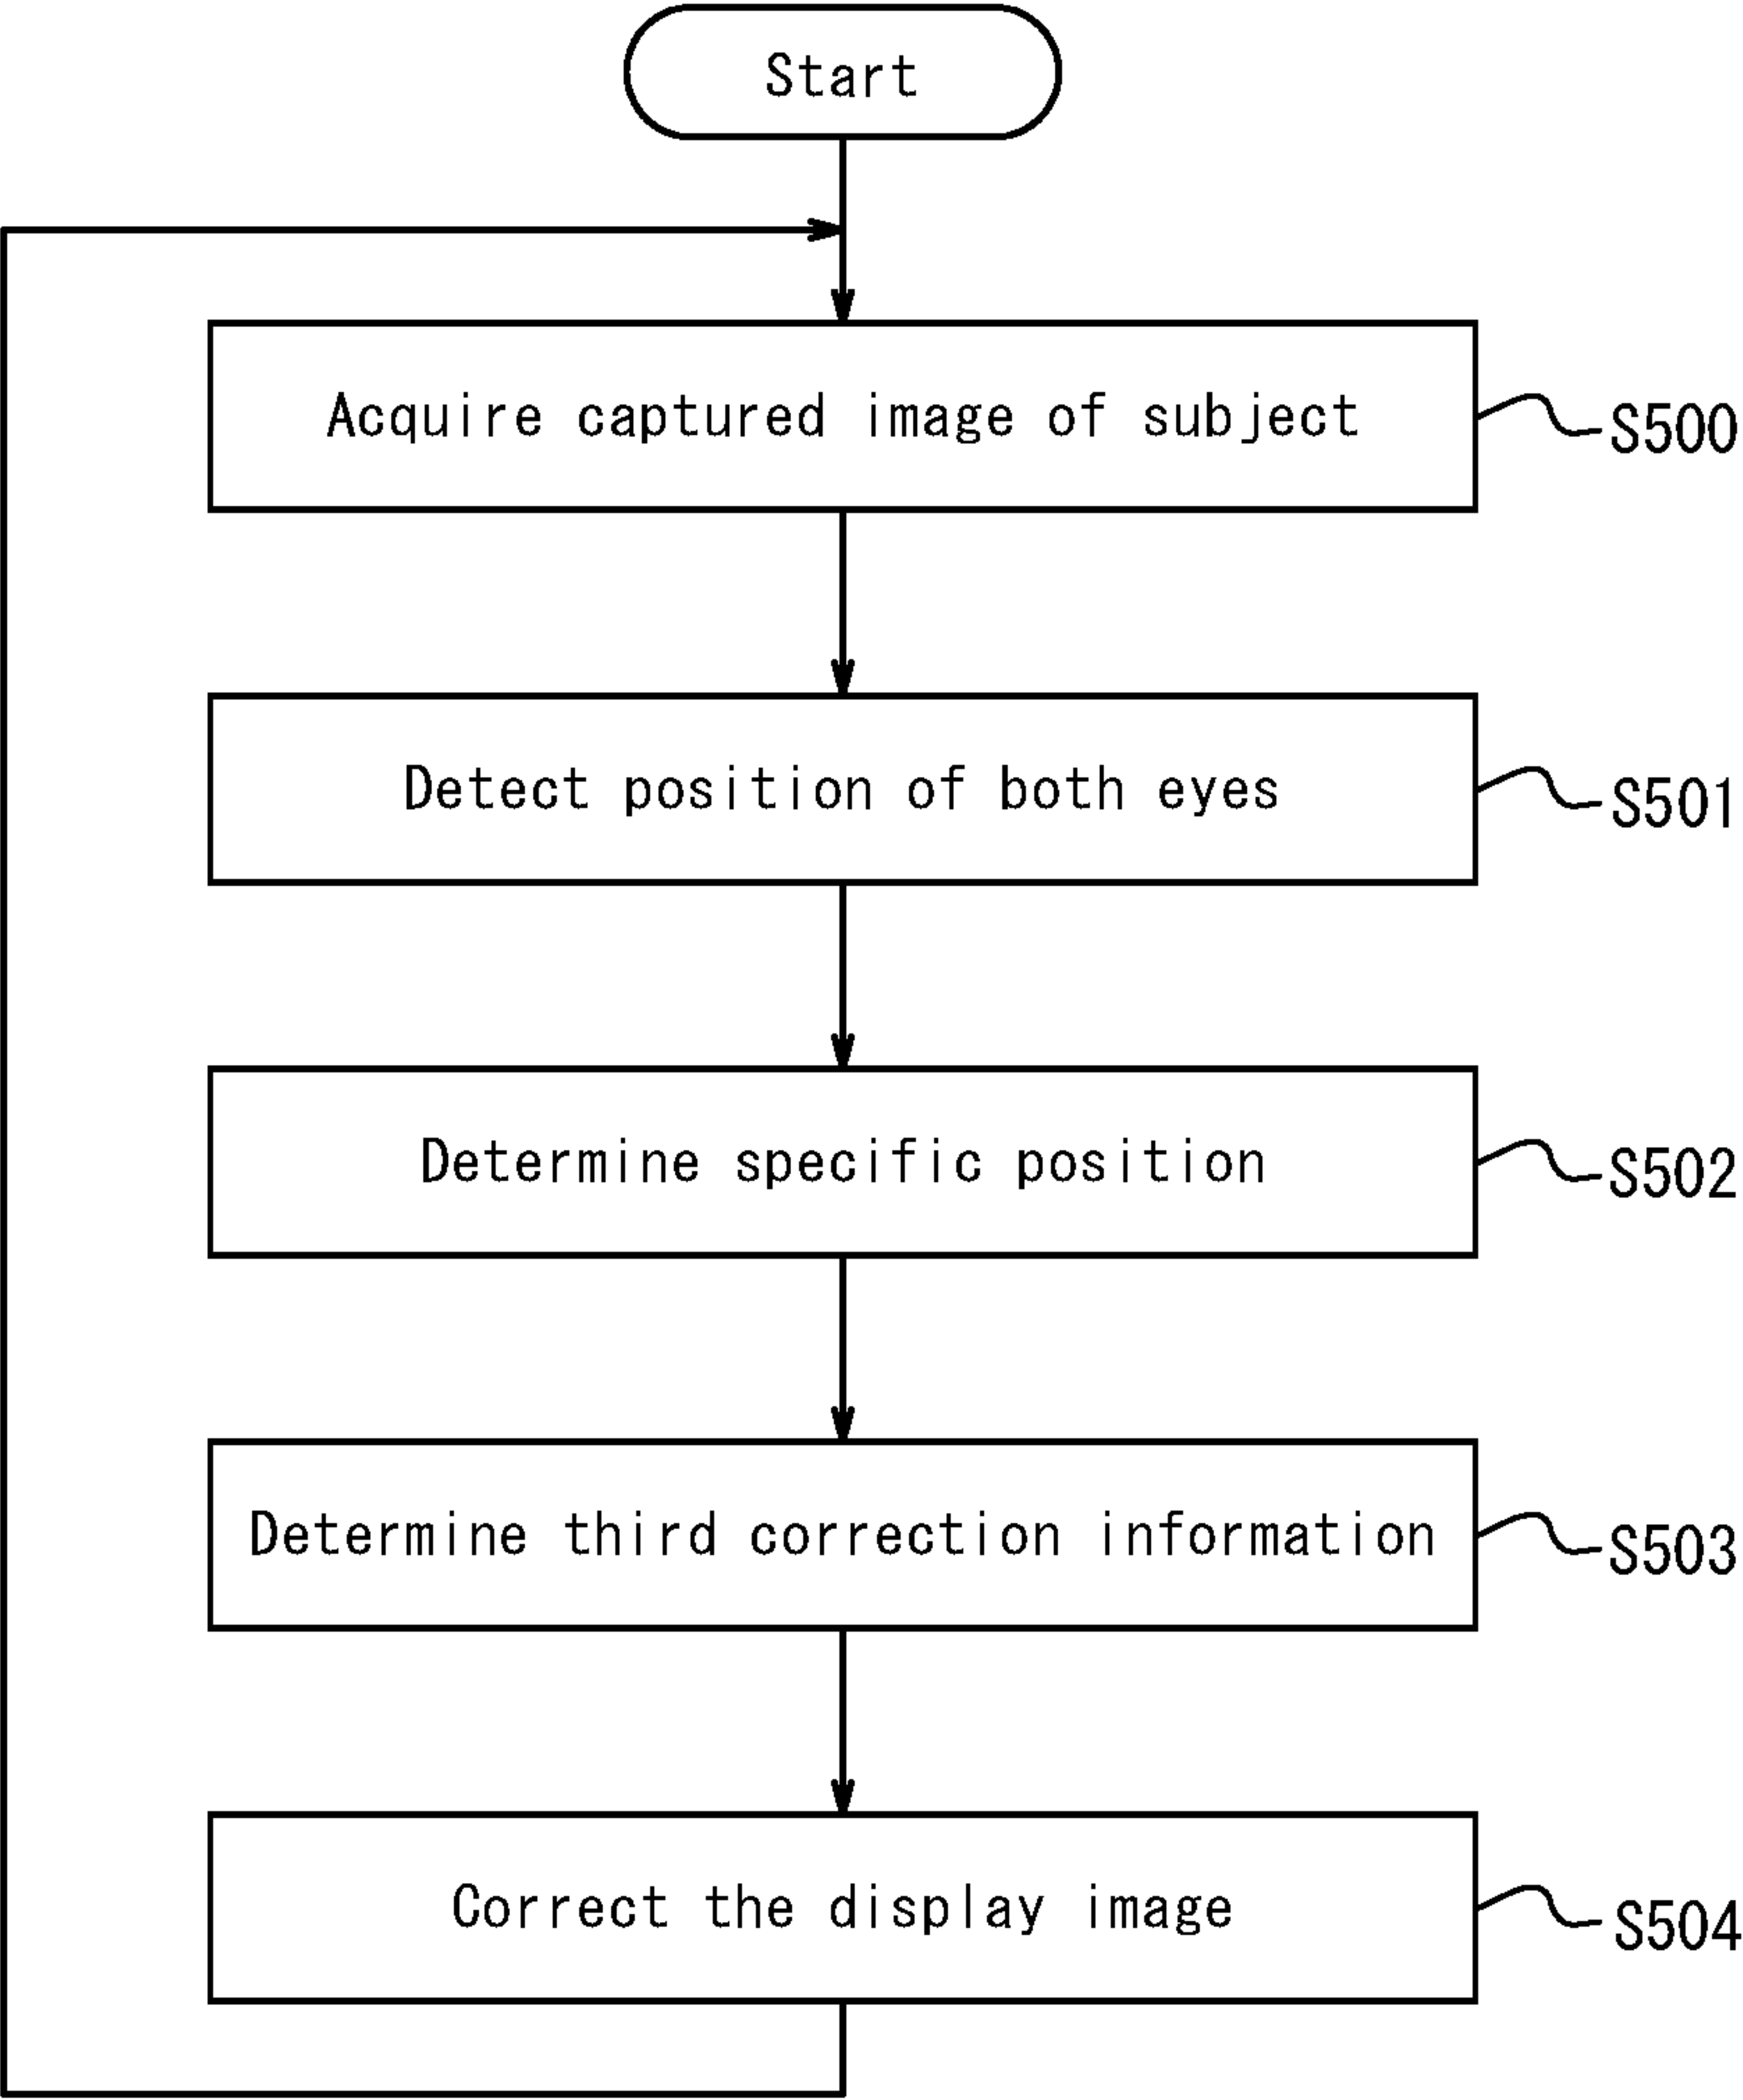 Start
Acquire captured image of subject
S500
Detect position of both eyes
S501
Determine specific position
S502
Determine third correction information
S503
Correct the display image
S504